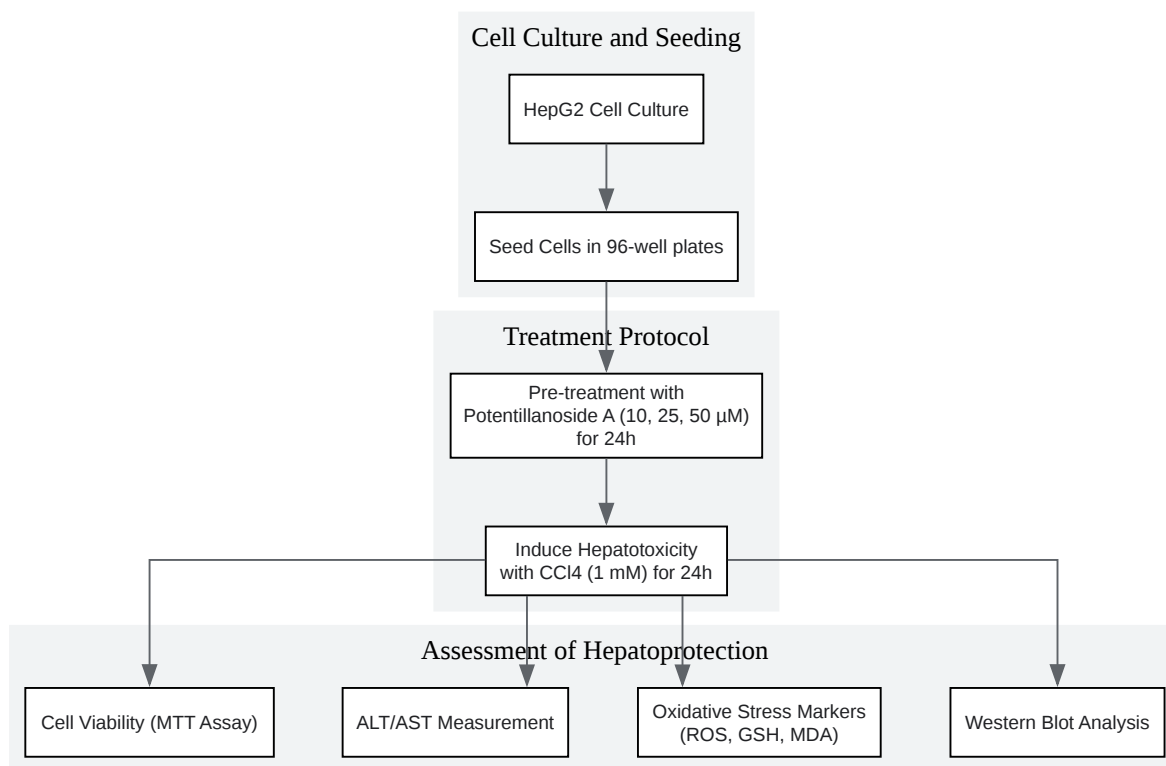 Cell Culture and Seeding
HepG2 Cell Culture
Seed Cells in 96-well plates
Treatment Protocol
Pre-treatment with
Potentillanoside A (10, 25, 50 µM)
for 24h
Induce Hepatotoxicity
with CCl4 (1 mM) for 24h
Assessment of Hepatoprotection
Cell Viability (MTT Assay)
ALT/AST Measurement
Oxidative Stress Markers
(ROS, GSH, MDA)
Western Blot Analysis